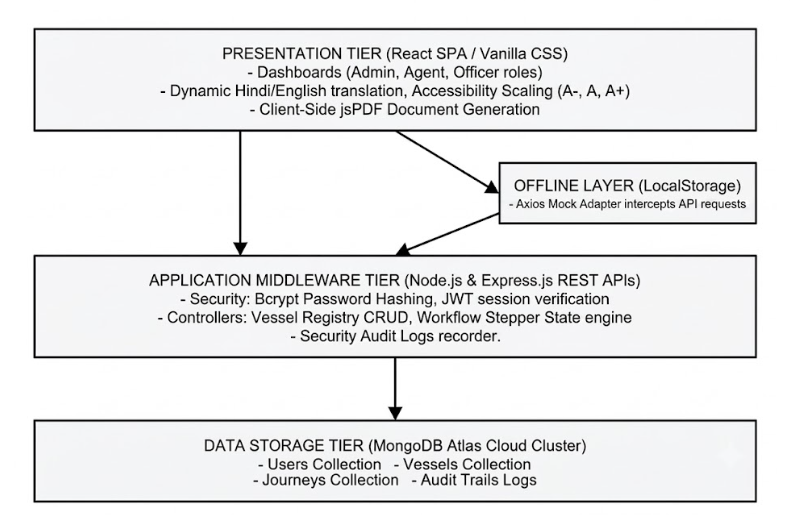 PRESENTATION TIER (React SPA / Vanilla CSS)
- Dashboards (Admin, Agent, Officer roles)
- Dynamic Hindi/English translation, Accessibility Scaling (A-, A, A+)
- Client-Side jsPDF Document Generation
OFFLINE LAYER (LocalStorage)
- Axios Mock Adapter intercepts API requests
APPLICATION MIDDLEWARE TIER (Node.js & Express.js REST APIs)
- Security: Bcrypt Password Hashing, JWT session verification
- Controllers: Vessel Registry CRUD, Workflow Stepper State engine
- Security Audit Logs recorder.
DATA STORAGE TIER (MongoDB Atlas Cloud Cluster)
- Users Collection - Vessels Collection
- Journeys Collection - Audit Trails Logs